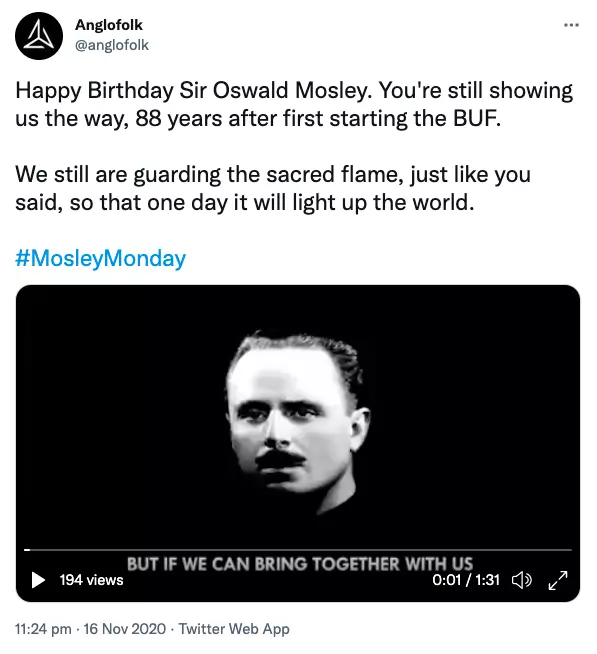 Anglofolk
@anglofolk
Happy Birthday Sir Oswald Mosley. You're still showing
us the way, 88 years after first starting the BUF.
We still are guarding the sacred flame, just like you
said, so that one day it will light up the world.
#MosleyMonday
BUT IF WE CAN BRING TOGETHER WITH US
194 views
0:01 / 1:31
11:24 pm · 16 Nov 2020 · Twitter Web App